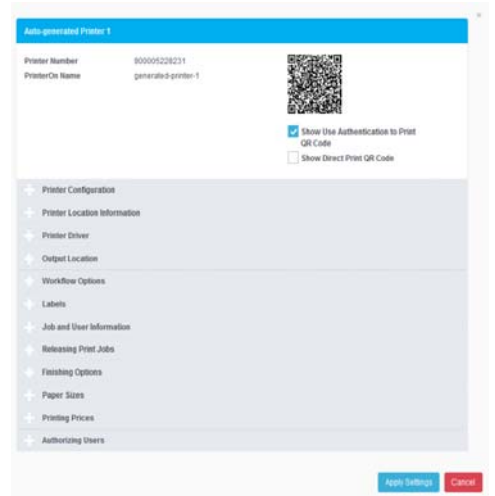 ×
Auto-generated Printer 1
Printer Number 800005228231
PrinterOn Name generated-printer-1
Show Use Authentication to Print
QR Code
Show Direct Print QR Code
Printer Configuration
Printer Location Information
Printer Driver
Output Location
Workflow Options
Labels
Job and User Information
Releasing Print Jobs
Finishing Options
Paper Sizes
Printing Prices
Authorizing Users
Apply Settings Cancel